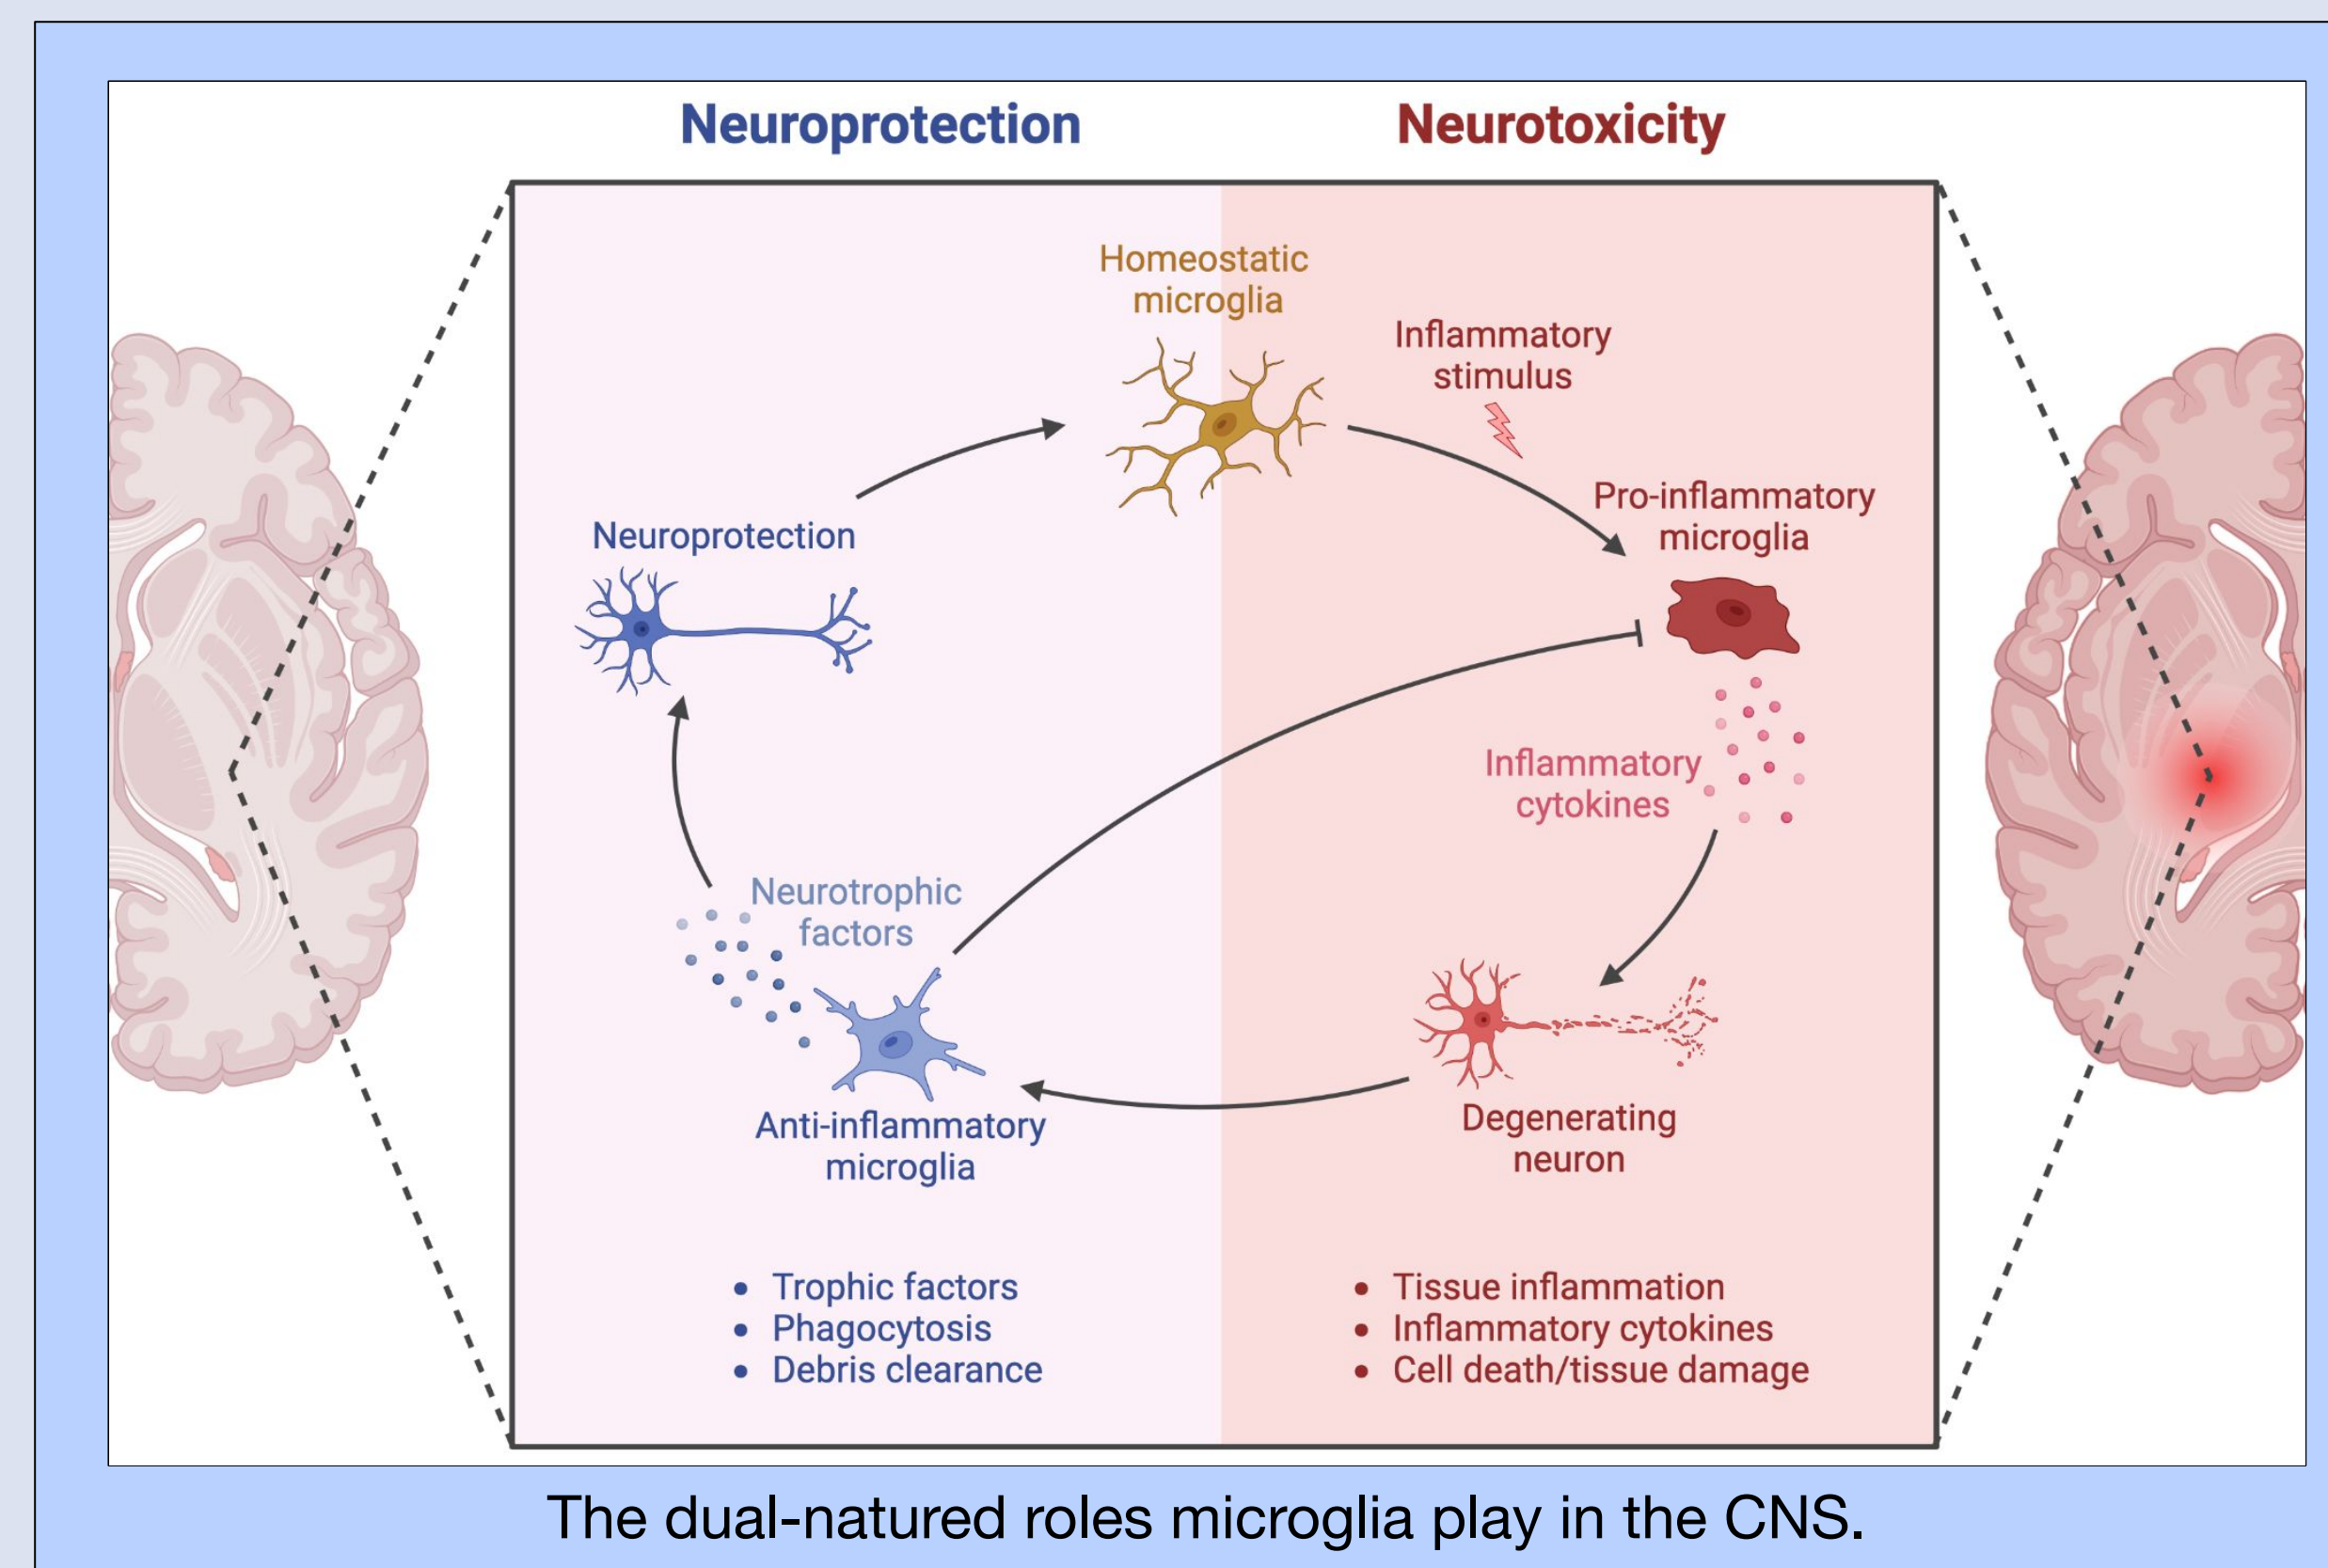 Neuroprotection
Neurotoxicity
Homeostatic
microglia
Inflammatory
stimulus
Pro-inflammatory
microglia
Neuroprotection
Inflammatory
cytokines
Neurotrophic
factors
Anti-inflammatory
microglia
Degenerating
neuron
• Trophic factors
• Phagocytosis
• Debris clearance
• Tissue inflammation
• Inflammatory cytokines
• Cell death/tissue damage
The dual-natured roles microglia play in the CNS.